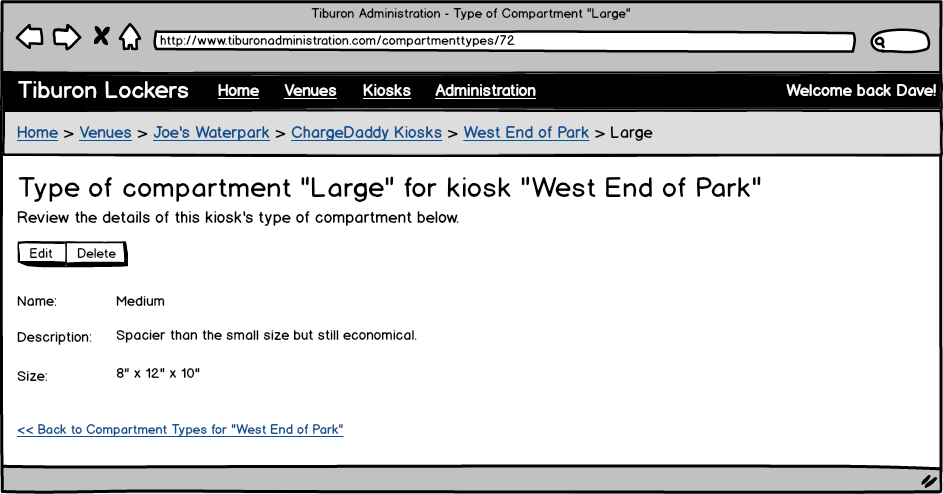 Tiburon Administration - Type of Compartment "Large"
http://www.tiburonadministration.com/compartmenttypes/72
Tiburon Lockers Home Venues Kiosks Administration Welcome back Dave!
Home > Venues > Joe's Waterpark > ChargeDaddy Kiosks > West End of Park > Large
Type of compartment "Large" for kiosk "West End of Park"
Review the details of this kiosk's type of compartment below.
Edit Delete
Name: Medium
Description: Spacier than the small size but still economical.
Size: 8" x 12" x 10"
<< Back to Compartment Types for "West End of Park"